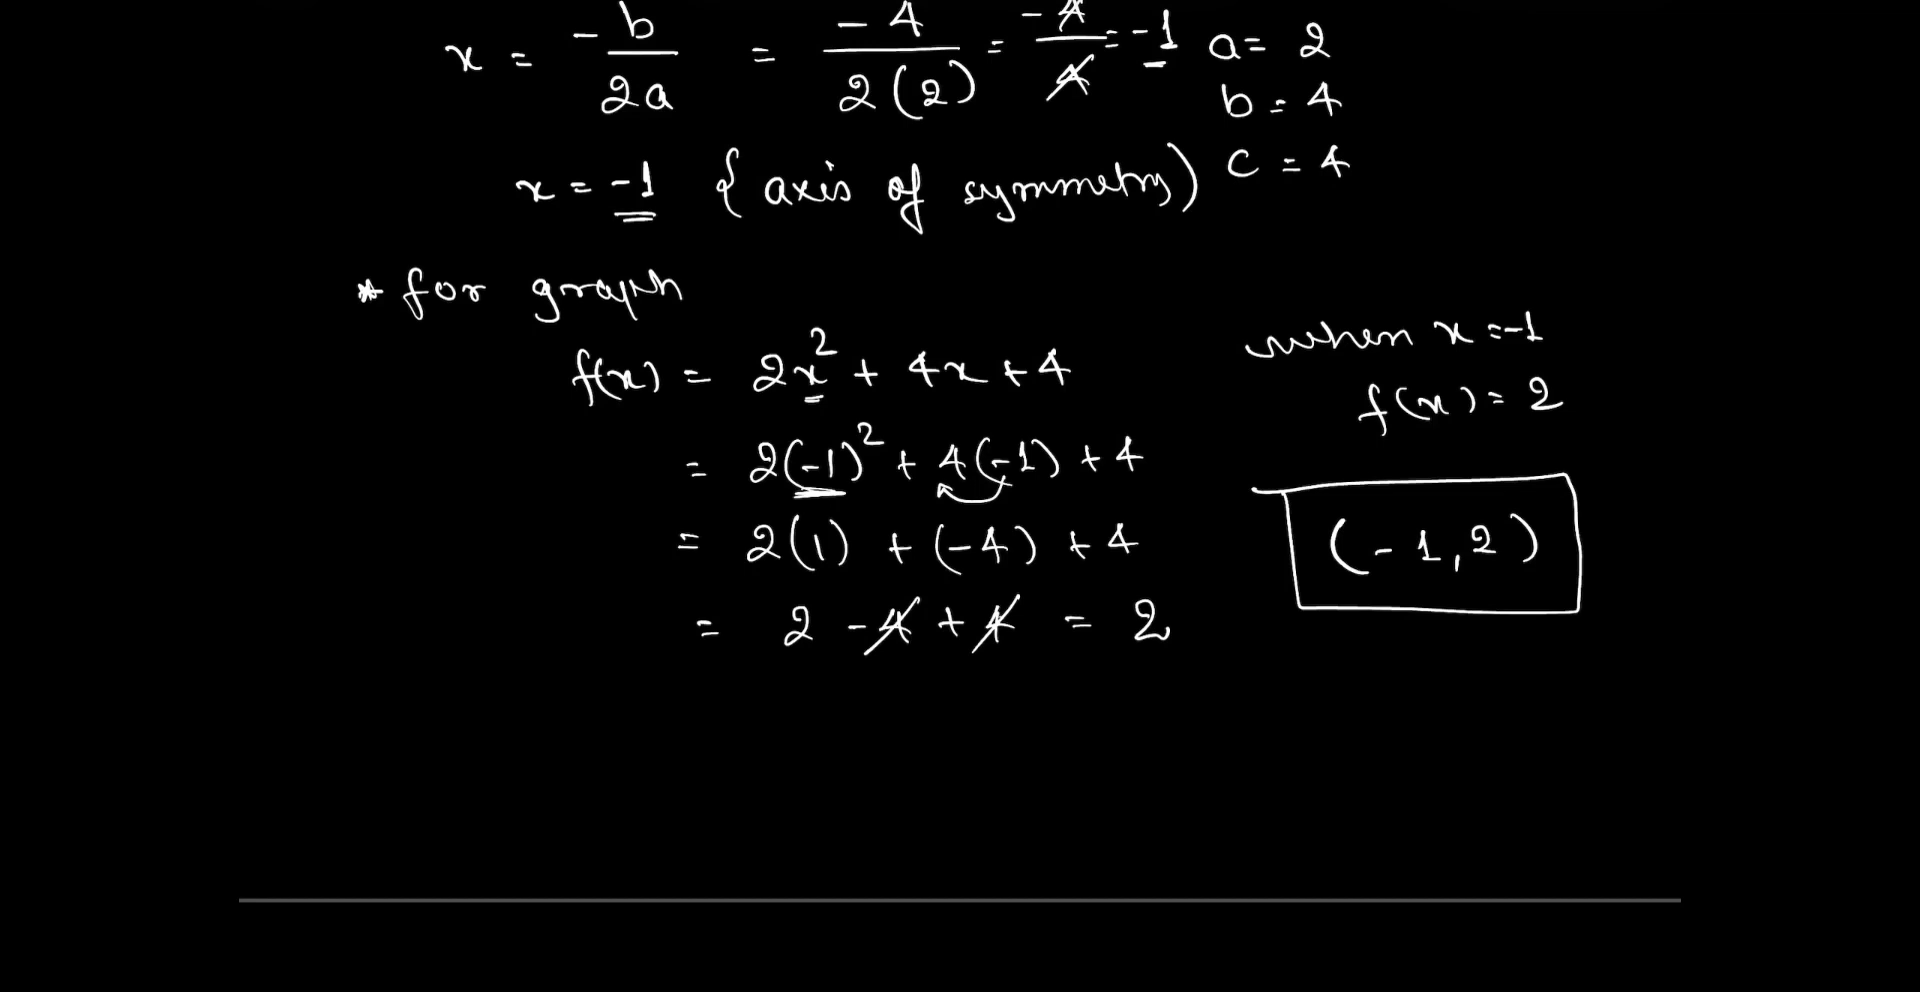 x = -b/2a = -4/2(2) = -4/4 = -1 a = 2
b = 4
x = -1 { axis of symmetry) c = 4
* for graph
when x = -1
f(x) = 2x² + 4x + 4
f(x) = 2
= 2(-1)² + 4(-1) + 4
= 2(1) + (-4) + 4
(-1, 2)
= 2 - 4 + 4 = 2